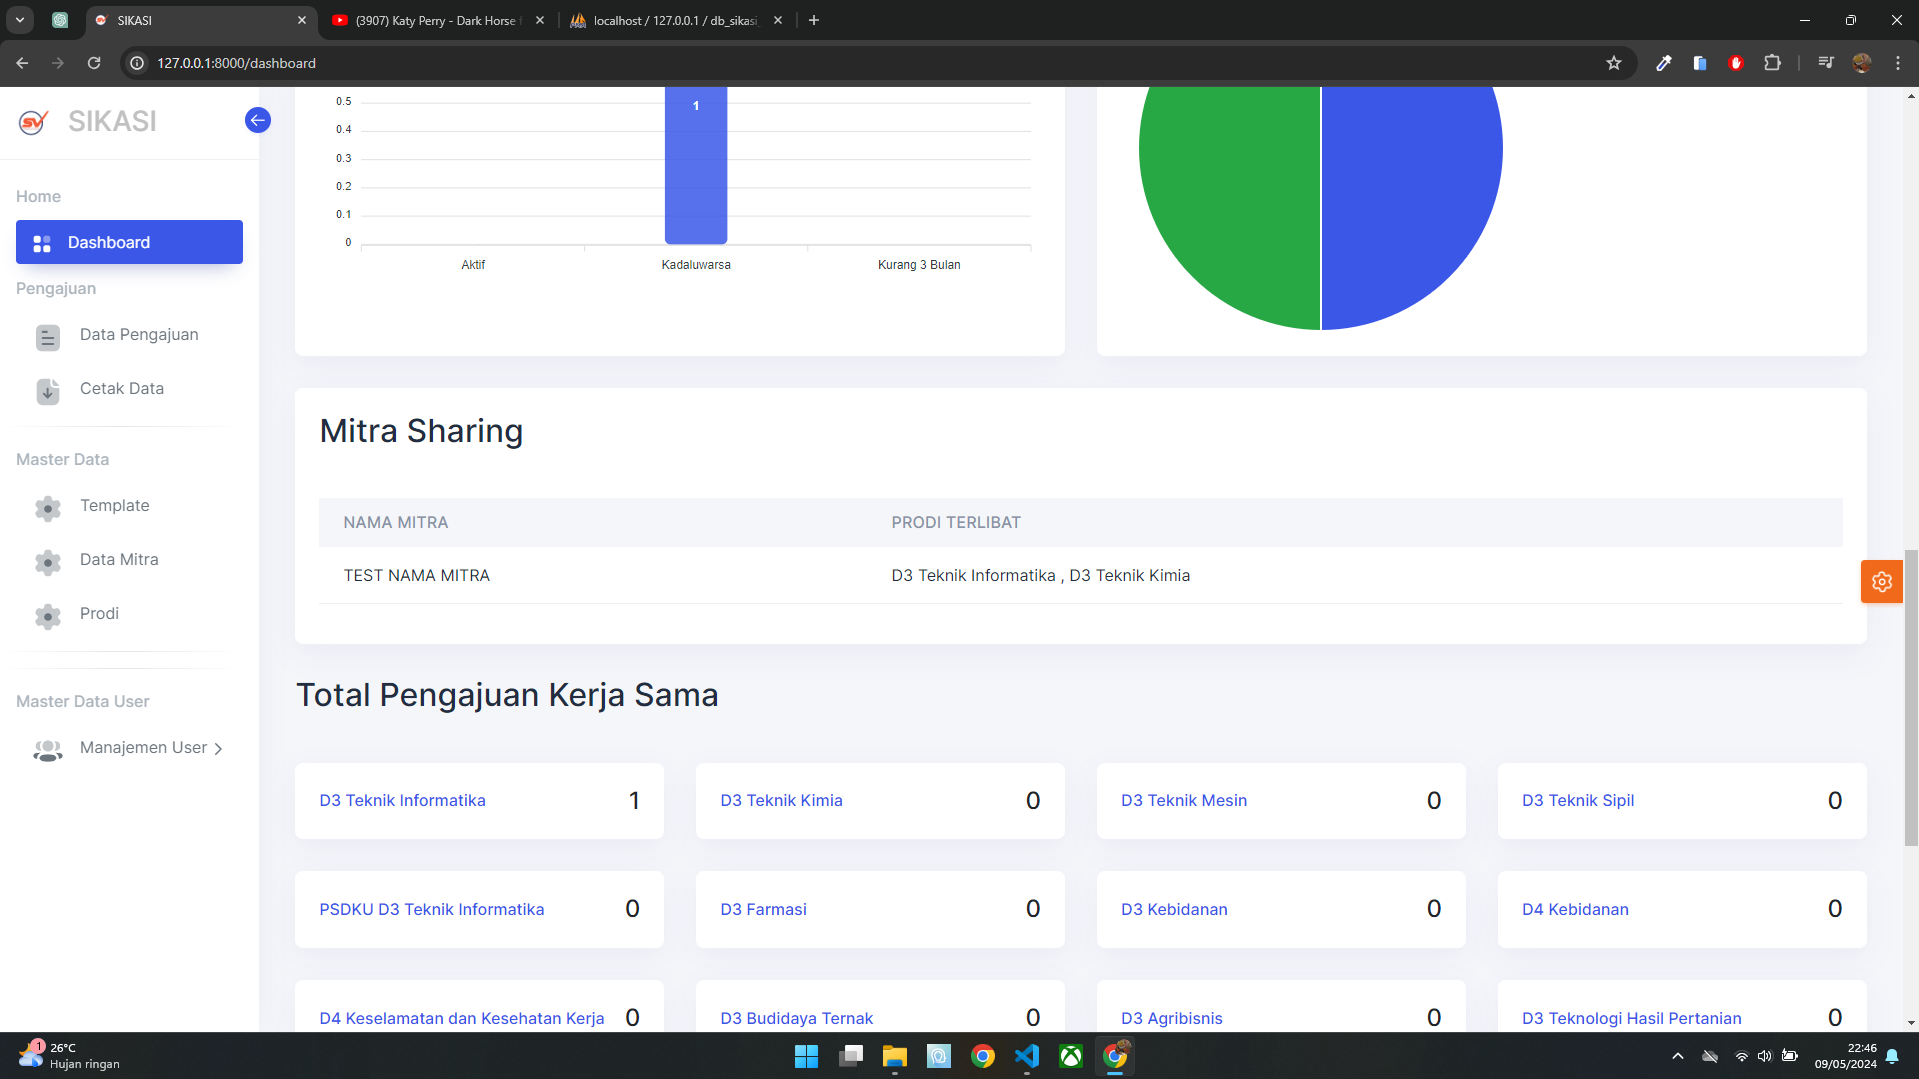 SIKASI
(3907) Katy Perry - Dark Horse f
localhost / 127.0.0.1 / db_sikasi_
127.0.0.1:8000/dashboard
SV SIKASI
Home
Dashboard
Pengajuan
Data Pengajuan
Cetak Data
Master Data
Template
Data Mitra
Prodi
Master Data User
Manajemen User
0.5
0.4
0.3
0.2
0.1
0
1
Aktif
Kadaluwarsa
Kurang 3 Bulan
Mitra Sharing
NAMA MITRA PRODI TERLIBAT
TEST NAMA MITRA D3 Teknik Informatika , D3 Teknik Kimia
Total Pengajuan Kerja Sama
D3 Teknik Informatika 1
D3 Teknik Kimia 0
D3 Teknik Mesin 0
D3 Teknik Sipil 0
PSDKU D3 Teknik Informatika 0
D3 Farmasi 0
D3 Kebidanan 0
D4 Kebidanan 0
D4 Keselamatan dan Kesehatan Kerja 0
D3 Budidaya Ternak 0
D3 Agribisnis 0
D3 Teknologi Hasil Pertanian 0
1
26°C
Hujan ringan
22:46
09/05/2024